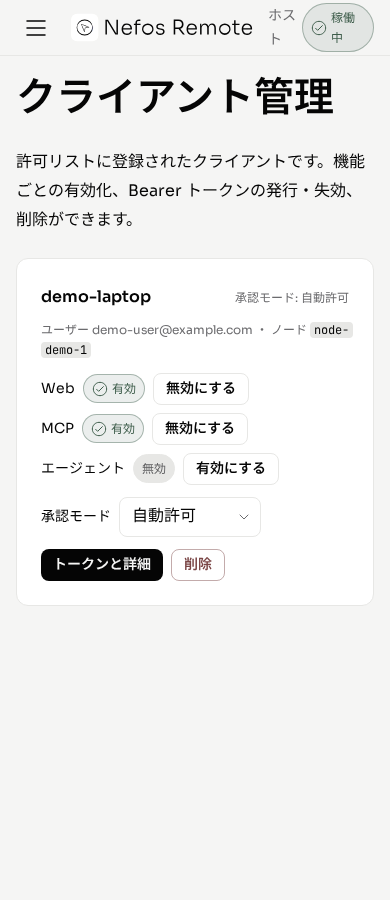 Nefos Remote
ホス
ト
稼働
中
クライアント管理
許可リストに登録されたクライアントです。機能
ごとの有効化、Bearer トークンの発行・失効、
削除ができます。
demo-laptop
承認モード: 自動許可
ユーザー demo-user@example.com ・ ノード node-
demo-1
Web 有効 無効にする
MCP 有効 無効にする
エージェント 無効 有効にする
承認モード 自動許可
トークンと詳細 削除